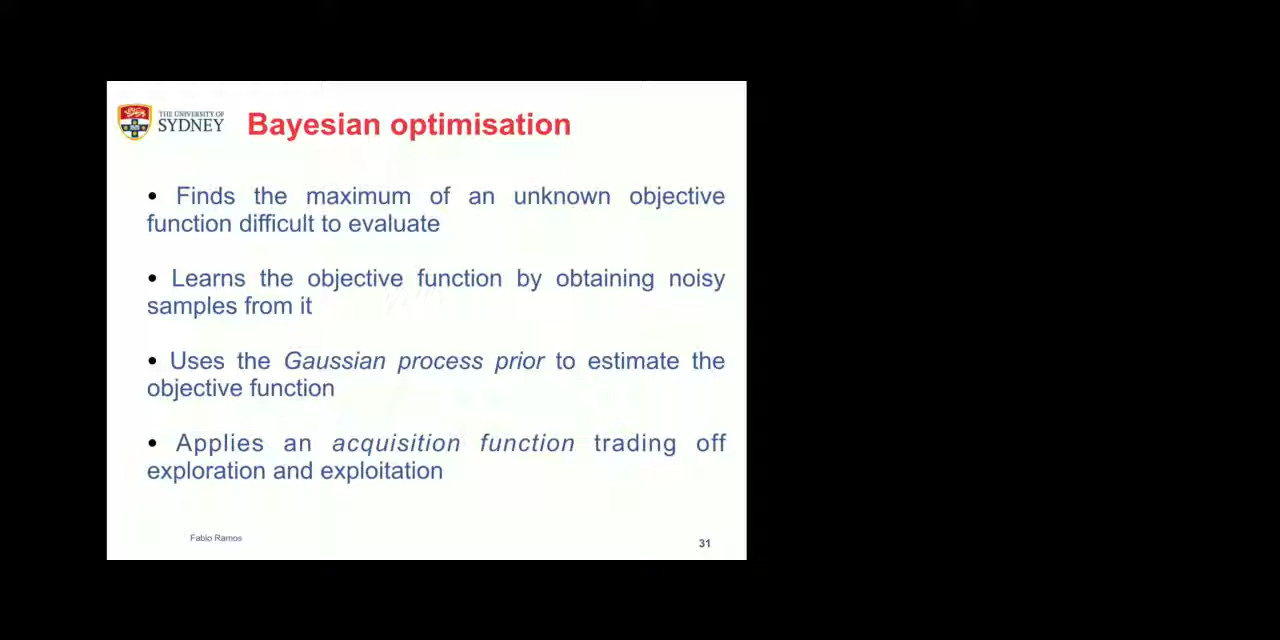 THE UNIVERSITY OF
SYDNEY
Bayesian optimisation
• Finds the maximum of an unknown objective
function difficult to evaluate
• Learns the objective function by obtaining noisy
samples from it
• Uses the Gaussian process prior to estimate the
objective function
• Applies an acquisition function trading off
exploration and exploitation
Fabio Ramos
31